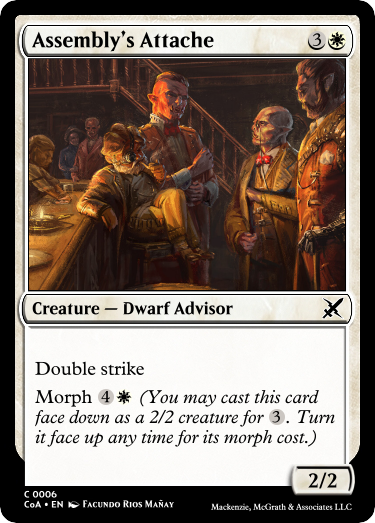 Assembly's Attache 3
Creature — Dwarf Advisor
Double strike
Morph 4 (You may cast this card
face down as a 2/2 creature for 3. Turn
it face up any time for its morph cost.)
2/2
C 0006
CoA • EN Facundo Rios Mañay
Mackenzie, McGrath & Associates LLC